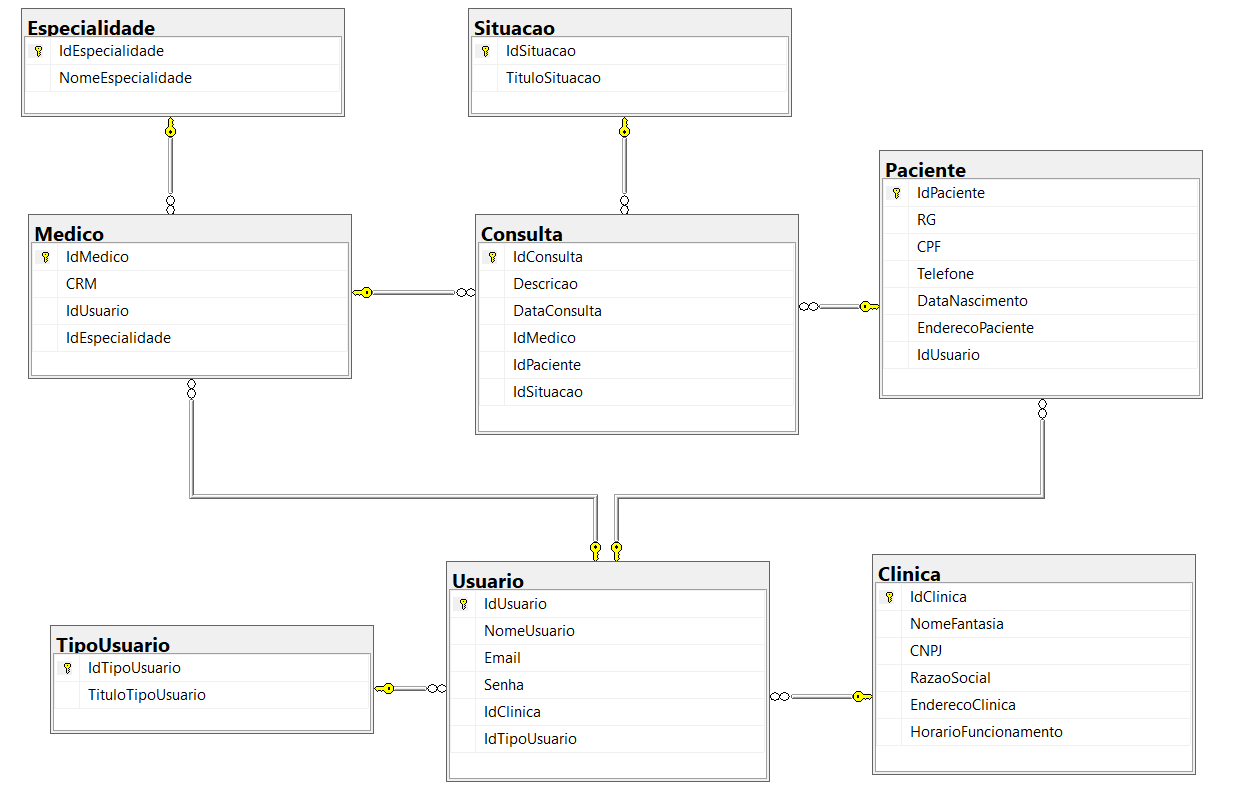 Especialidade
IdEspecialidade
NomeEspecialidade
Situacao
IdSituacao
TituloSituacao
Paciente
IdPaciente
RG
CPF
Telefone
DataNascimento
EnderecoPaciente
IdUsuario
Medico
IdMedico
CRM
IdUsuario
IdEspecialidade
Consulta
IdConsulta
Descricao
DataConsulta
IdMedico
IdPaciente
IdSituacao
TipoUsuario
IdTipoUsuario
TituloTipoUsuario
Usuario
IdUsuario
NomeUsuario
Email
Senha
IdClinica
IdTipoUsuario
Clinica
IdClinica
NomeFantasia
CNPJ
RazaoSocial
EnderecoClinica
HorarioFuncionamento